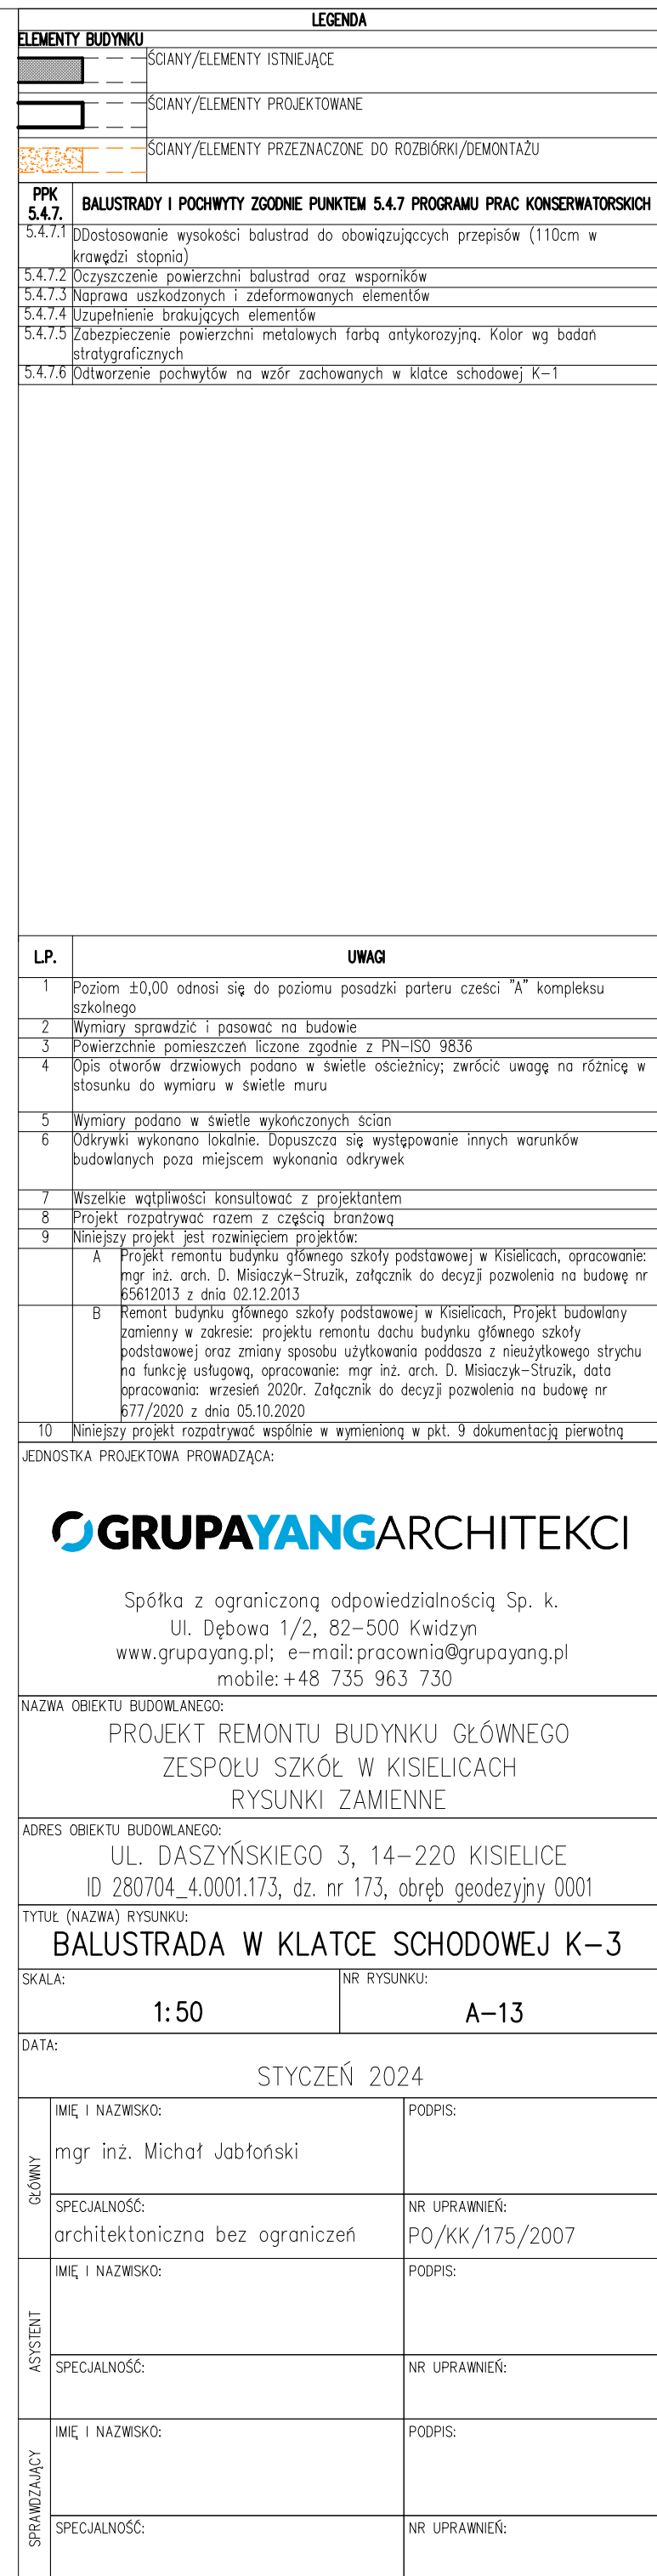 LEGENDA
ELEMENTY BUDYNKU
ŚCIANY/ELEMENTY ISTNIEJĄCE
ŚCIANY/ELEMENTY PROJEKTOWANE
ŚCIANY/ELEMENTY PRZEZNACZONE DO ROZBIÓRKI/DEMONTAŻU
PPK 5.4.7. BALUSTRADY I POCHWYTY ZGODNIE PUNKTEM 5.4.7 PROGRAMU PRAC KONSERWATORSKICH
5.4.7.1 DDostosowanie wysokości balustrad do obowiązująccych przepisów (110cm w
krawędzi stopnia)
5.4.7.2 Oczyszczenie powierzchni balustrad oraz wsporników
5.4.7.3 Naprawa uszkodzonych i zdeformowanych elementów
5.4.7.4 Uzupełnienie brakujących elementów
5.4.7.5 Zabezpieczenie powierzchni metalowych farbą antykorozyjną. Kolor wg badań
stratygraficznych
5.4.7.6 Odtworzenie pochwytów na wzór zachowanych w klatce schodowej K-1
L.P. UWAGI
1 Poziom ±0,00 odnosi się do poziomu posadzki parteru cześci "A" kompleksu
szkolnego
2 Wymiary sprawdzić i pasować na budowie
3 Powierzchnie pomieszczeń liczone zgodnie z PN-ISO 9836
4 Opis otworów drzwiowych podano w świetle ościeżnicy; zwrócić uwagę na różnicę w
stosunku do wymiaru w świetle muru
5 Wymiary podano w świetle wykończonych ścian
6 Odkrywki wykonano lokalnie. Dopuszcza się występowanie innych warunków
budowlanych poza miejscem wykonania odkrywek
7 Wszelkie wątpliwości konsultować z projektantem
8 Projekt rozpatrywać razem z częścią branżową
9 Niniejszy projekt jest rozwinięciem projektów:
A Projekt remontu budynku głównego szkoły podstawowej w Kisielicach, opracowanie:
mgr inż. arch. D. Misiaczyk-Struzik, załącznik do decyzji pozwolenia na budowę nr
65612013 z dnia 02.12.2013
B Remont budynku głównego szkoły podstawowej w Kisielicach, Projekt budowlany
zamienny w zakresie: projektu remontu dachu budynku głównego szkoły
podstawowej oraz zmiany sposobu użytkowania poddasza z nieużytkowego strychu
na funkcję usługową, opracowanie: mgr inż. arch. D. Misiaczyk-Struzik, data
opracowania: wrzesień 2020r. Załącznik do decyzji pozwolenia na budowę nr
677/2020 z dnia 05.10.2020
10 Niniejszy projekt rozpatrywać wspólnie w wymienioną w pkt. 9 dokumentacją pierwotną
JEDNOSTKA PROJEKTOWA PROWADZĄCA:
GRUPAYANGARCHITEKCI
Spółka z ograniczoną odpowiedzialnością Sp. k.
Ul. Dębowa 1/2, 82-500 Kwidzyn
www.grupayang.pl; e-mail:pracownia@grupayang.pl
mobile:+48 735 963 730
NAZWA OBIEKTU BUDOWLANEGO:
PROJEKT REMONTU BUDYNKU GŁÓWNEGO
ZESPOŁU SZKÓŁ W KISIELICACH
RYSUNKI ZAMIENNE
ADRES OBIEKTU BUDOWLANEGO:
UL. DASZYŃSKIEGO 3, 14-220 KISIELICE
ID 280704_4.0001.173, dz. nr 173, obręb geodezyjny 0001
TYTUŁ (NAZWA) RYSUNKU:
BALUSTRADA W KLATCE SCHODOWEJ K-3
SKALA: NR RYSUNKU:
1:50 A-13
DATA:
STYCZEŃ 2024
GŁÓWNY
IMIĘ I NAZWISKO: PODPIS:
mgr inż. Michał Jabłoński
SPECJALNOŚĆ: NR UPRAWNIEŃ:
architektoniczna bez ograniczeń PO/KK/175/2007
ASYSTENT
IMIĘ I NAZWISKO: PODPIS:
SPECJALNOŚĆ: NR UPRAWNIEŃ:
SPRAWDZAJĄCY
IMIĘ I NAZWISKO: PODPIS:
SPECJALNOŚĆ: NR UPRAWNIEŃ: